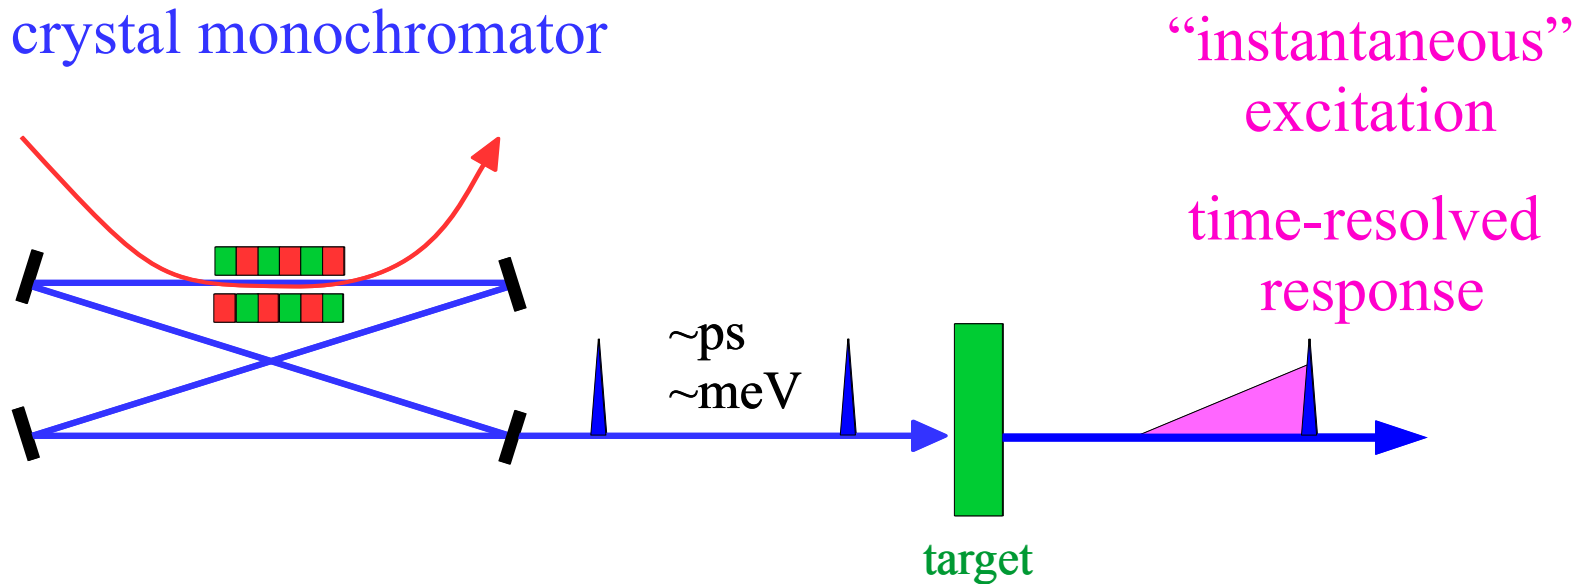 crystal monochromator
“instantaneous”
excitation
time-resolved
response
~ps
~meV
target